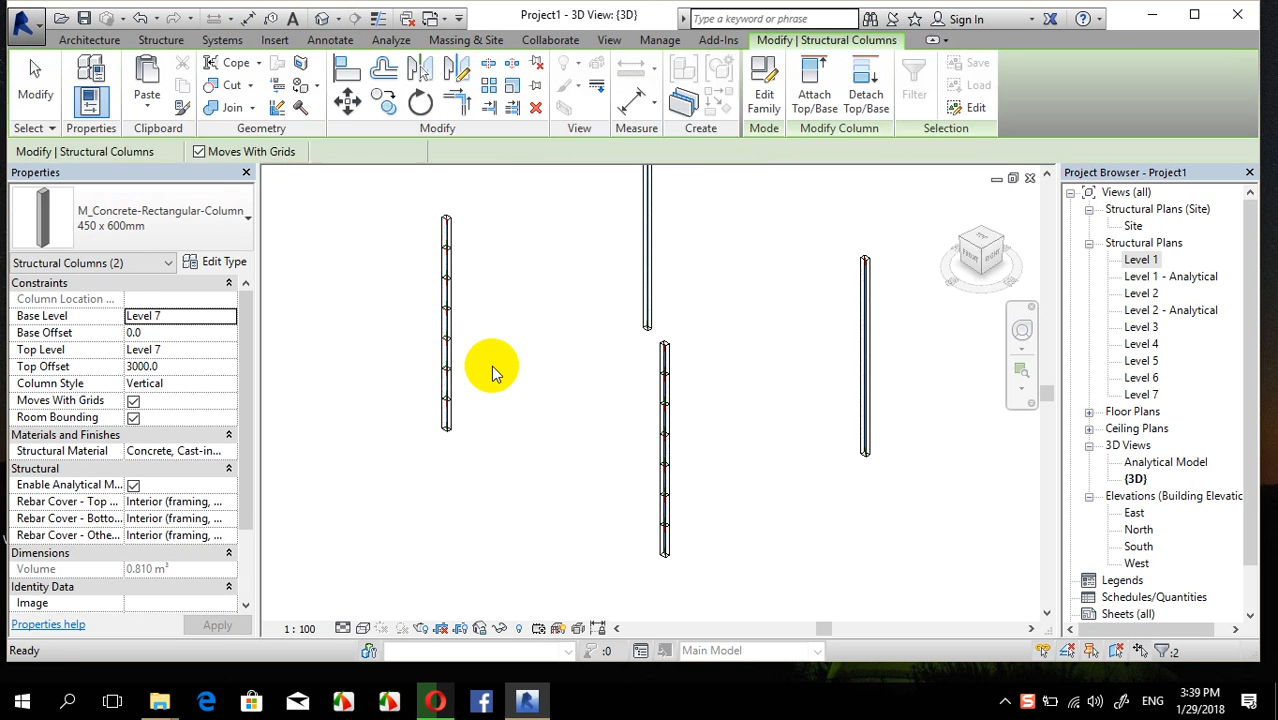 Project1 - 3D View: {3D}
Type a keyword or phrase
Sign In
Architecture Structure Systems Insert Annotate Analyze Massing & Site Collaborate View Manage Add-Ins Modify | Structural Columns
Modify
Paste
Cope
Cut
Join
Edit
Family
Attach
Top/Base
Detach
Top/Base
Filter
Save
Load
Edit
Select Properties Clipboard Geometry Modify View Measure Create Mode Modify Column Selection
Modify | Structural Columns
Moves With Grids
Properties
M_Concrete-Rectangular-Column
450 x 600mm
Structural Columns (2)
Edit Type
Constraints
Column Location ...
Base Level Level 7
Base Offset 0.0
Top Level Level 7
Top Offset 3000.0
Column Style Vertical
Moves With Grids
Room Bounding
Materials and Finishes
Structural Material Concrete, Cast-in...
Structural
Enable Analytical M...
Rebar Cover - Top ... Interior (framing, ...
Rebar Cover - Botto... Interior (framing, ...
Rebar Cover - Othe... Interior (framing, ...
Dimensions
Volume 0.810 m³
Identity Data
Image
Properties help
Apply
TOP
FRONT
RIGHT
Project Browser - Project1
Views (all)
Structural Plans (Site)
Site
Structural Plans
Level 1
Level 1 - Analytical
Level 2
Level 2 - Analytical
Level 3
Level 4
Level 5
Level 6
Level 7
Floor Plans
Ceiling Plans
3D Views
Analytical Model
{3D}
Elevations (Building Elevatic
East
North
South
West
Legends
Schedules/Quantities
Sheets (all)
1 : 100
Ready
:0
Main Model
:2
ENG
3:39 PM
1/29/2018